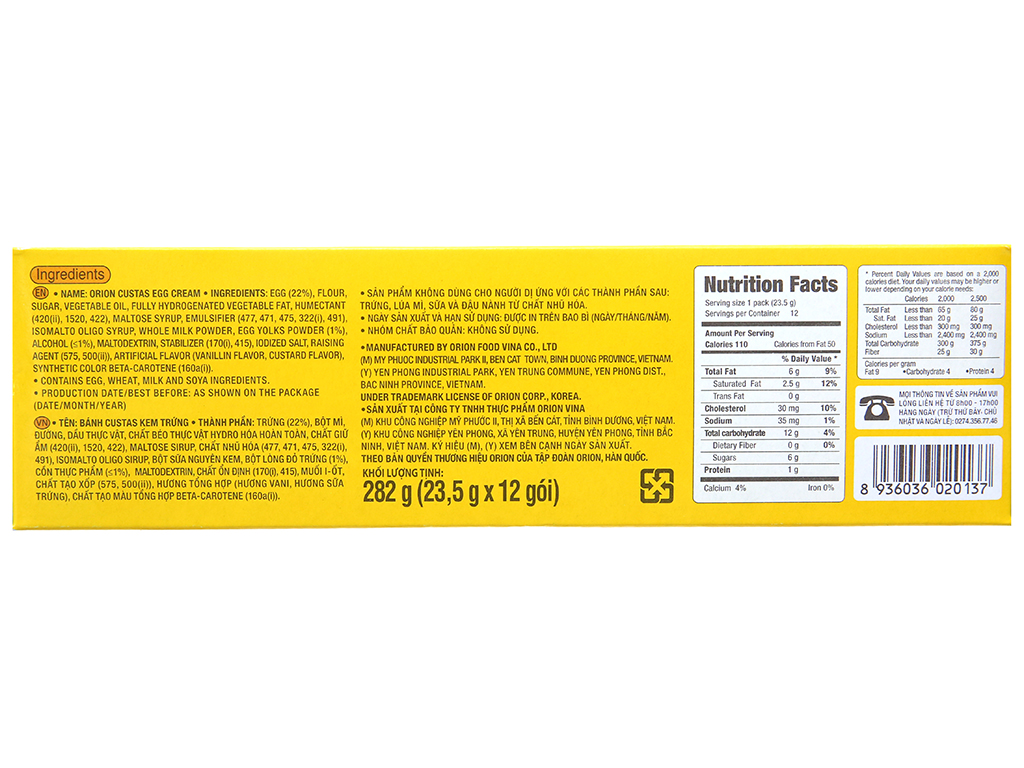 Ingredients
EN • NAME: ORION CUSTAS EGG CREAM • INGREDIENTS: EGG (22%), FLOUR,
SUGAR, VEGETABLE OIL, FULLY HYDROGENATED VEGETABLE FAT, HUMECTANT
(420(ii), 1520, 422), MALTOSE SYRUP, EMULSIFIER (477, 471, 475, 322(i), 491),
ISOMALTO OLIGO SYRUP, WHOLE MILK POWDER, EGG YOLKS POWDER (1%),
ALCOHOL (≤1%), MALTODEXTRIN, STABILIZER (170(i), 415), IODIZED SALT, RAISING
AGENT (575, 500(ii)), ARTIFICIAL FLAVOR (VANILLIN FLAVOR, CUSTARD FLAVOR),
SYNTHETIC COLOR BETA-CAROTENE (160a(i)).
• CONTAINS EGG, WHEAT, MILK AND SOYA INGREDIENTS.
• PRODUCTION DATE/BEST BEFORE: AS SHOWN ON THE PACKAGE
(DATE/MONTH/YEAR)
VN • TÊN: BÁNH CUSTAS KEM TRỨNG • THÀNH PHẦN: TRỨNG (22%), BỘT MÌ,
ĐƯỜNG, DẦU THỰC VẬT, CHẤT BÉO THỰC VẬT HYDRO HÓA HOÀN TOÀN, CHẤT GIỮ
ẨM (420(ii), 1520, 422), MALTOSE SIRUP, CHẤT NHŨ HÓA (477, 471, 475, 322(i),
491), ISOMALTO OLIGO SIRUP, BỘT SỮA NGUYÊN KEM, BỘT LÒNG ĐỎ TRỨNG (1%),
CỒN THỰC PHẨM (≤1%), MALTODEXTRIN, CHẤT ỔN ĐỊNH (170(i), 415), MUỐI I-ỐT,
CHẤT TẠO XỐP (575, 500(ii)), HƯƠNG TỔNG HỢP (HƯƠNG VANI, HƯƠNG SỮA
TRỨNG), CHẤT TẠO MÀU TỔNG HỢP BETA-CAROTENE (160a(i)).
• SẢN PHẨM KHÔNG DÙNG CHO NGƯỜI DỊ ỨNG VỚI CÁC THÀNH PHẦN SAU:
TRỨNG, LÚA MÌ, SỮA VÀ ĐẬU NÀNH TỪ CHẤT NHŨ HÓA.
• NGÀY SẢN XUẤT VÀ HẠN SỬ DỤNG: ĐƯỢC IN TRÊN BAO BÌ (NGÀY/THÁNG/NĂM).
• NHÓM CHẤT BẢO QUẢN: KHÔNG SỬ DỤNG.
• MANUFACTURED BY ORION FOOD VINA CO., LTD
(M) MY PHUOC INDUSTRIAL PARK II, BEN CAT TOWN, BINH DUONG PROVINCE, VIETNAM.
(Y) YEN PHONG INDUSTRIAL PARK, YEN TRUNG COMMUNE, YEN PHONG DIST.,
BAC NINH PROVINCE, VIETNAM.
UNDER TRADEMARK LICENSE OF ORION CORP., KOREA.
• SẢN XUẤT TẠI CÔNG TY TNHH THỰC PHẨM ORION VINA
(M) KHU CÔNG NGHIỆP MỸ PHƯỚC II, THỊ XÃ BẾN CÁT, TỈNH BÌNH DƯƠNG, VIỆT NAM.
(Y) KHU CÔNG NGHIỆP YÊN PHONG, XÃ YÊN TRUNG, HUYỆN YÊN PHONG, TỈNH BẮC
NINH, VIỆT NAM. KÝ HIỆU (M), (Y) XEM BÊN CẠNH NGÀY SẢN XUẤT.
THEO BẢN QUYỀN THƯƠNG HIỆU ORION CỦA TẬP ĐOÀN ORION, HÀN QUỐC.
KHỐI LƯỢNG TỊNH:
282 g (23,5 g x 12 gói)
Nutrition Facts
Serving size 1 pack (23.5 g)
Servings per Container 12
Amount Per Serving
Calories 110 Calories from Fat 50
% Daily Value *
Total Fat 6 g 9%
Saturated Fat 2.5 g 12%
Trans Fat 0 g
Cholesterol 30 mg 10%
Sodium 35 mg 1%
Total carbohydrate 12 g 4%
Dietary Fiber 0 g 0%
Sugars 6 g
Protein 1 g
Calcium 4% Iron 0%
* Percent Daily Values are based on a 2,000
calories diet. Your daily values may be higher or
lower depending on your calorie needs:
Calories 2,000 2,500
Total Fat Less than 65 g 80 g
Sat. Fat Less than 20 g 25 g
Cholesterol Less than 300 mg 300 mg
Sodium Less than 2,400 mg 2,400 mg
Total Carbohydrate 300 g 375 g
Fiber 25 g 30 g
Calories per gram
Fat 9 •Carbohydrate 4 •Protein 4
MỌI THÔNG TIN VỀ SẢN PHẨM VUI
LÒNG LIÊN HỆ TỪ 8h00 - 17h00
HÀNG NGÀY (TRỪ THỨ BẢY- CHỦ
NHẬT VÀ NGÀY LỄ): 0274.356.77.46
8 936036 020137